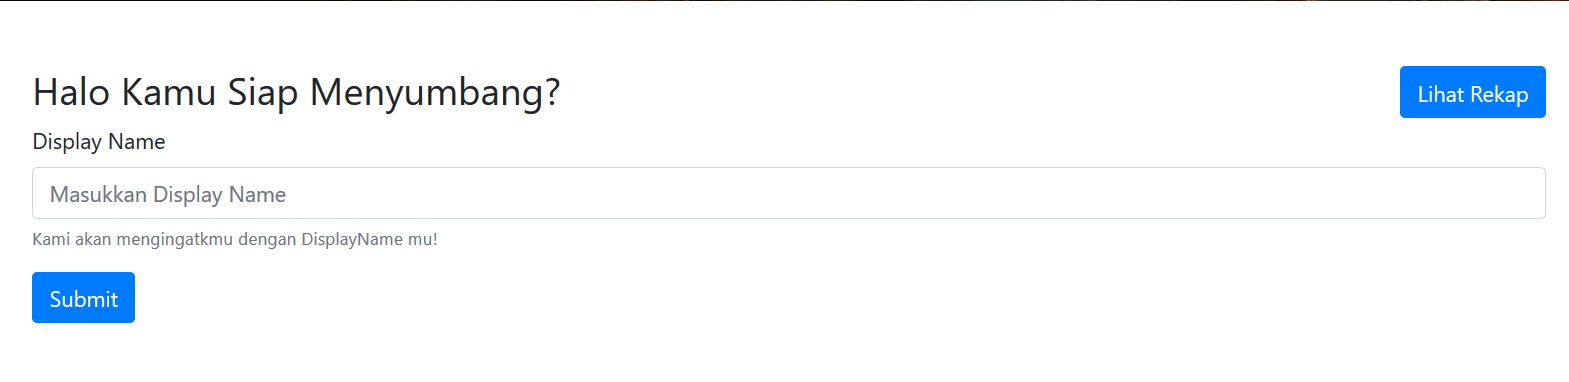 Halo Kamu Siap Menyumbang?
Lihat Rekap
Display Name
Masukkan Display Name
Kami akan mengingatkmu dengan DisplayName mu!
Submit